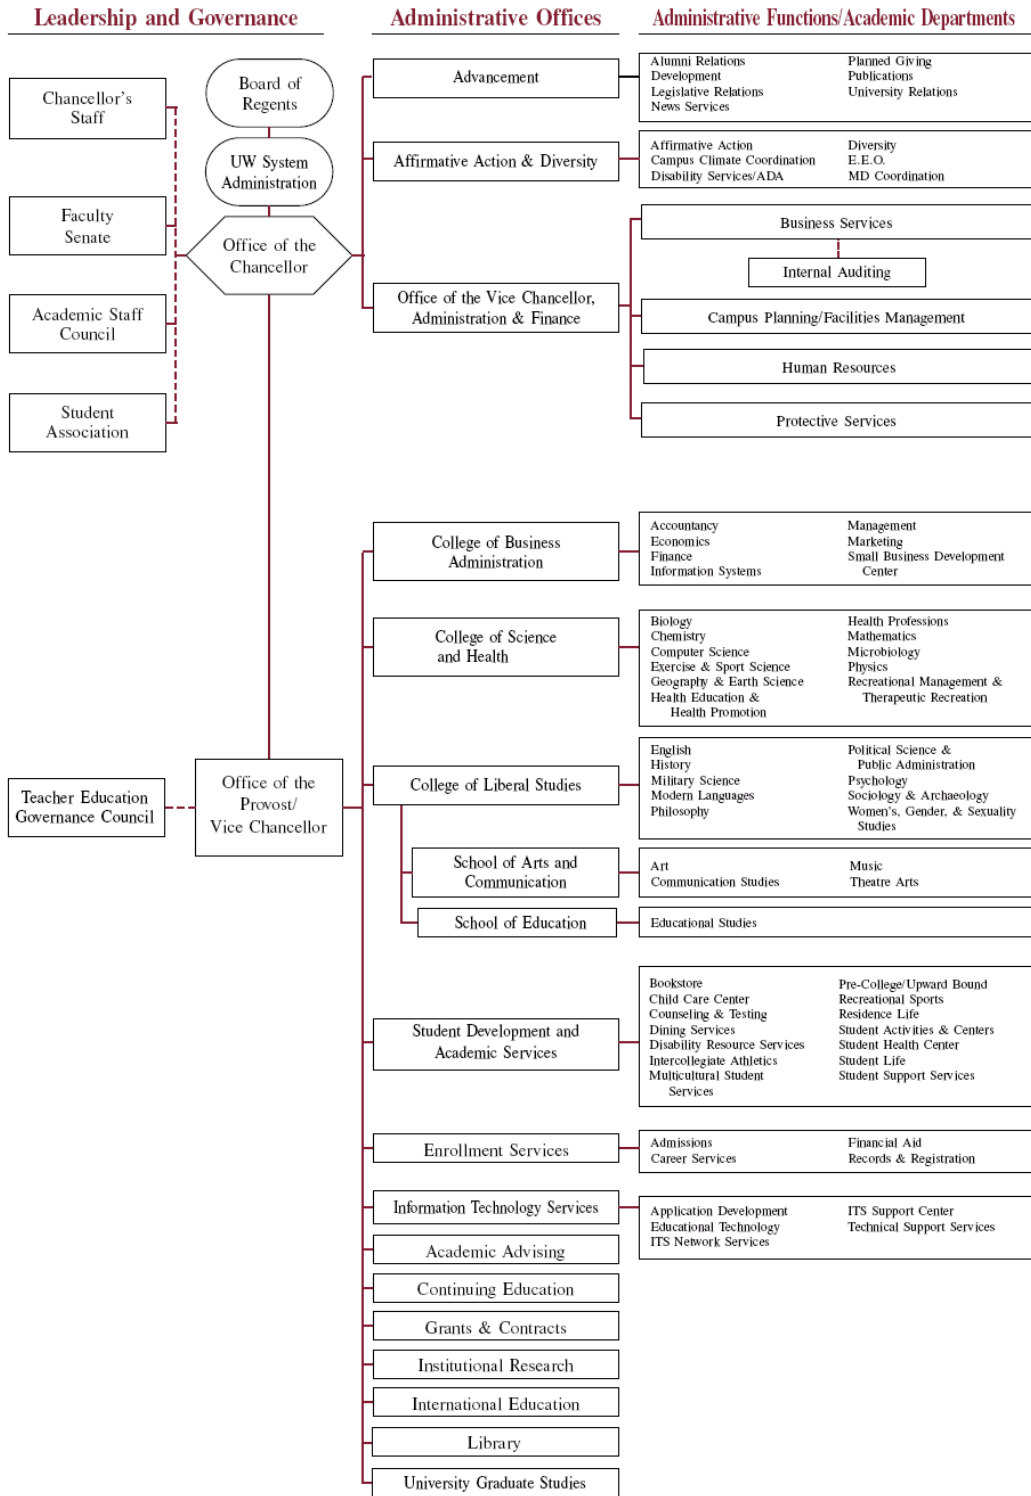 Leadership and Governance
Administrative Offices
Administrative Functions/Academic Departments
Chancellor's
Staff
Faculty
Senate
Academic Staff
Council
Student
Association
Board of
Regents
UW System
Administration
Office of the
Chancellor
Advancement
Alumni Relations
Development
Legislative Relations
News Services
Planned Giving
Publications
University Relations
Affirmative Action & Diversity
Affirmative Action
Campus Climate Coordination
Disability Services/ADA
Diversity
E.E.O.
MD Coordination
Office of the Vice Chancellor,
Administration & Finance
Business Services
Internal Auditing
Campus Planning/Facilities Management
Human Resources
Protective Services
Teacher Education
Governance Council
Office of the
Provost/
Vice Chancellor
College of Business
Administration
Accountancy
Economics
Finance
Information Systems
Management
Marketing
Small Business Development
Center
College of Science
and Health
Biology
Chemistry
Computer Science
Exercise & Sport Science
Geography & Earth Science
Health Education &
Health Promotion
Health Professions
Mathematics
Microbiology
Physics
Recreational Management &
Therapeutic Recreation
College of Liberal Studies
English
History
Military Science
Modern Languages
Philosophy
Political Science &
Public Administration
Psychology
Sociology & Archaeology
Women's, Gender, & Sexuality
Studies
School of Arts and
Communication
Art
Communication Studies
Music
Theatre Arts
School of Education
Educational Studies
Student Development and
Academic Services
Bookstore
Child Care Center
Counseling & Testing
Dining Services
Disability Resource Services
Intercollegiate Athletics
Multicultural Student
Services
Pre-College/Upward Bound
Recreational Sports
Residence Life
Student Activities & Centers
Student Health Center
Student Life
Student Support Services
Enrollment Services
Admissions
Career Services
Financial Aid
Records & Registration
Information Technology Services
Application Development
Educational Technology
ITS Network Services
ITS Support Center
Technical Support Services
Academic Advising
Continuing Education
Grants & Contracts
Institutional Research
International Education
Library
University Graduate Studies